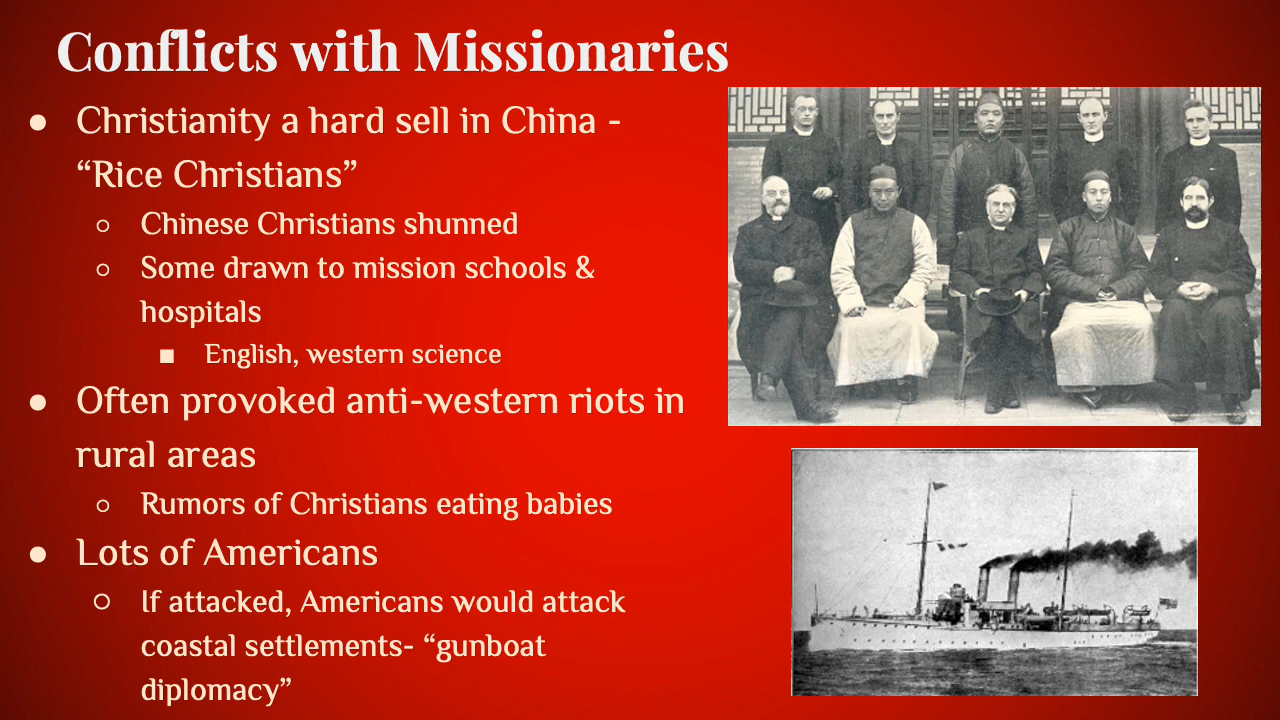 Conflicts with Missionaries
● Christianity a hard sell in China -
“Rice Christians”
○ Chinese Christians shunned
○ Some drawn to mission schools &
hospitals
■ English, western science
● Often provoked anti-western riots in
rural areas
○ Rumors of Christians eating babies
● Lots of Americans
○ If attacked, Americans would attack
coastal settlements- “gunboat
diplomacy”